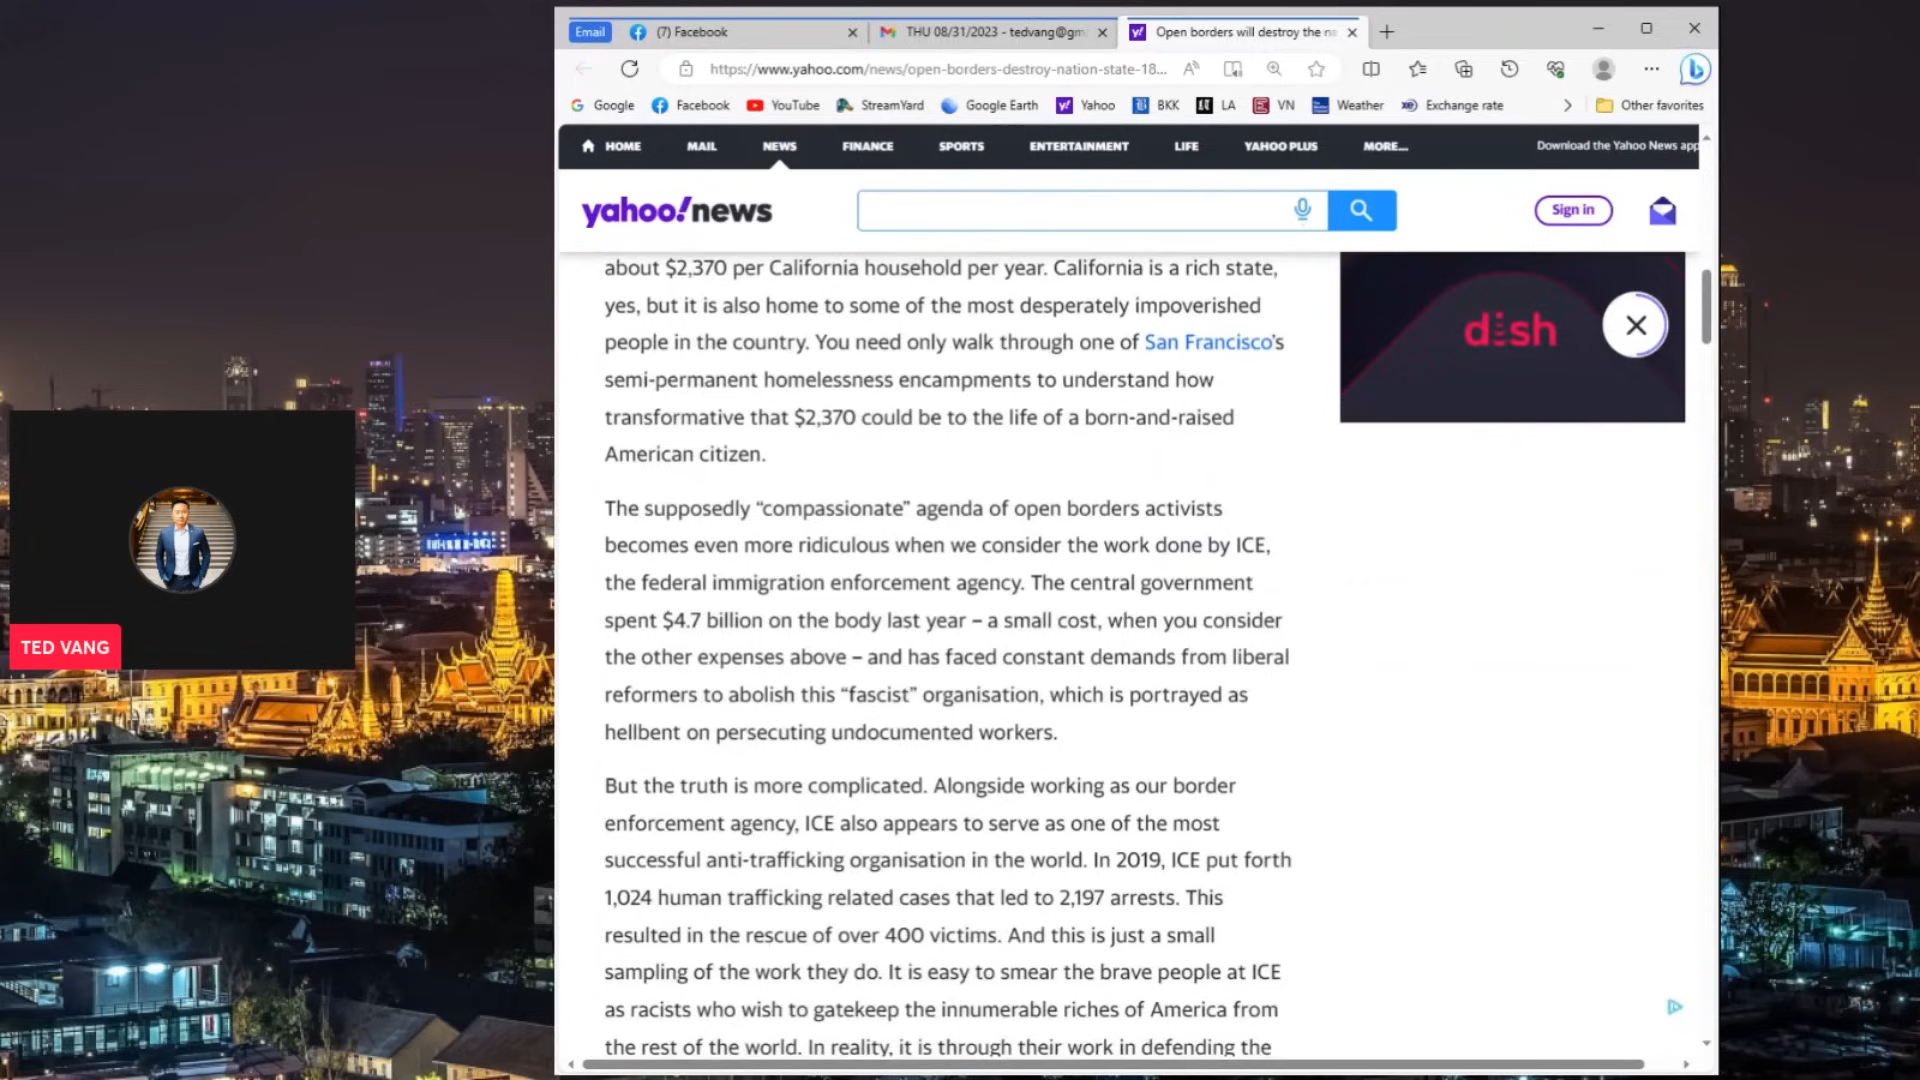 Email
(7) Facebook
THU 08/31/2023 - tedvang@gm
Open borders will destroy the na
https://www.yahoo.com/news/open-borders-destroy-nation-state-18...
Google
Facebook
YouTube
StreamYard
Google Earth
Yahoo
BKK
LA
VN
Weather
Exchange rate
Other favorites
HOME
MAIL
NEWS
FINANCE
SPORTS
ENTERTAINMENT
LIFE
YAHOO PLUS
MORE...
Download the Yahoo News app
yahoo!news
Sign in
about $2,370 per California household per year. California is a rich state,
yes, but it is also home to some of the most desperately impoverished
people in the country. You need only walk through one of San Francisco's
semi-permanent homelessness encampments to understand how
transformative that $2,370 could be to the life of a born-and-raised
American citizen.
dish
The supposedly “compassionate” agenda of open borders activists
becomes even more ridiculous when we consider the work done by ICE,
the federal immigration enforcement agency. The central government
spent $4.7 billion on the body last year – a small cost, when you consider
the other expenses above – and has faced constant demands from liberal
reformers to abolish this “fascist” organisation, which is portrayed as
hellbent on persecuting undocumented workers.
But the truth is more complicated. Alongside working as our border
enforcement agency, ICE also appears to serve as one of the most
successful anti-trafficking organisation in the world. In 2019, ICE put forth
1,024 human trafficking related cases that led to 2,197 arrests. This
resulted in the rescue of over 400 victims. And this is just a small
sampling of the work they do. It is easy to smear the brave people at ICE
as racists who wish to gatekeep the innumerable riches of America from
the rest of the world. In reality, it is through their work in defending the
TED VANG